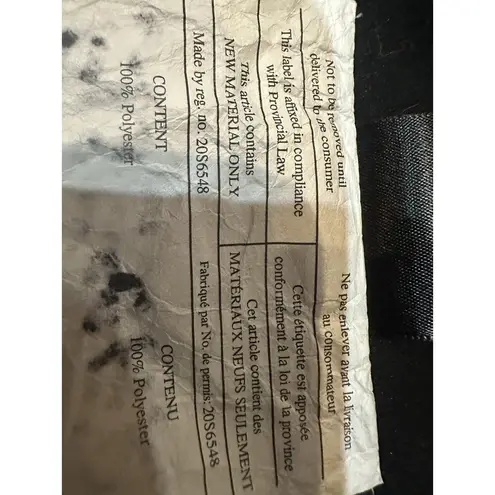 Not to be removed until
delivered to the consumer
This label is affixed in compliance
with Provincial Law
This article contains
NEW MATERIAL ONLY
Made by reg. no. 20S6548
CONTENT
100% Polyester
Ne pas enlever avant la livraison
au consommateur
Cette étiquette est apposée
conformément à la loi de la province
Cet article contient des
MATÉRIAUX NEUFS SEULEMENT
Fabriqué par No. de permis: 20S6548
CONTENU
100% Polyester